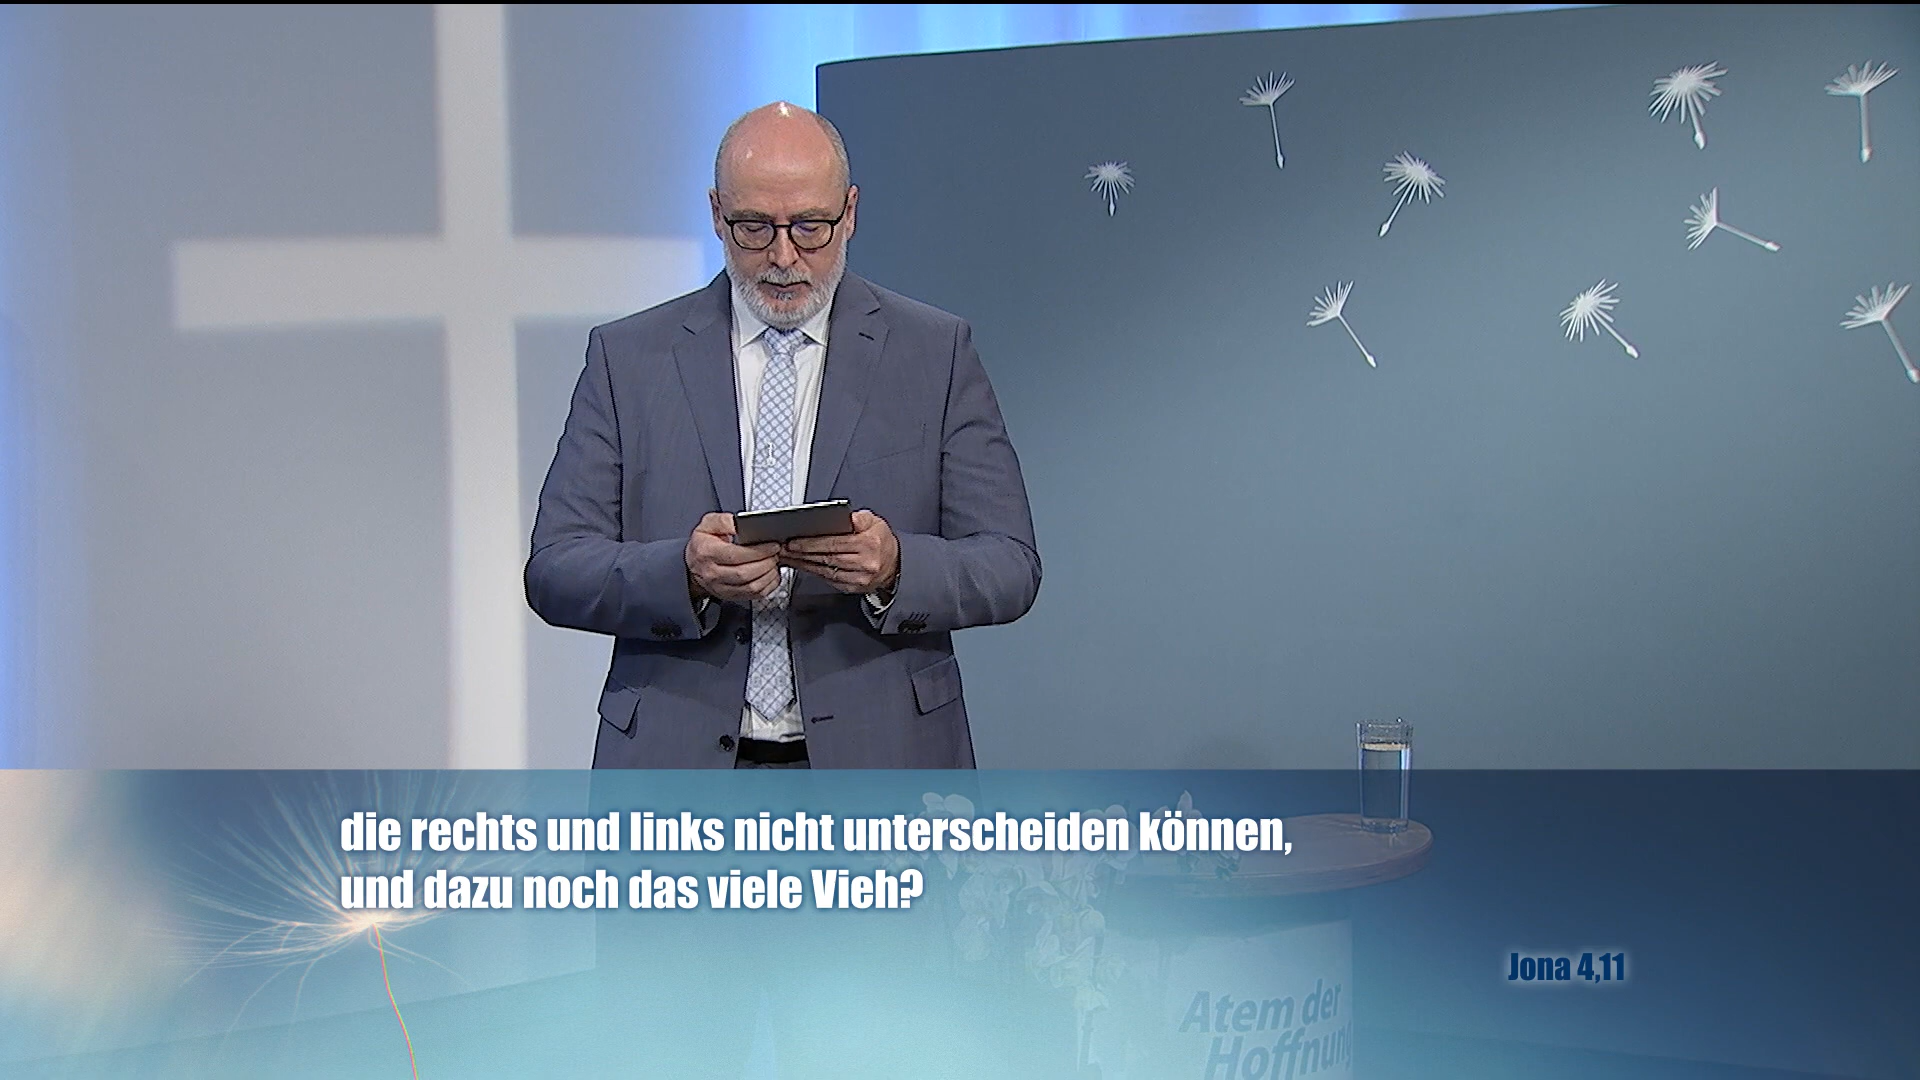 die rechts und links nicht unterscheiden können,
und dazu noch das viele Vieh?
Jona 4,11
Atem der
Hoffnung